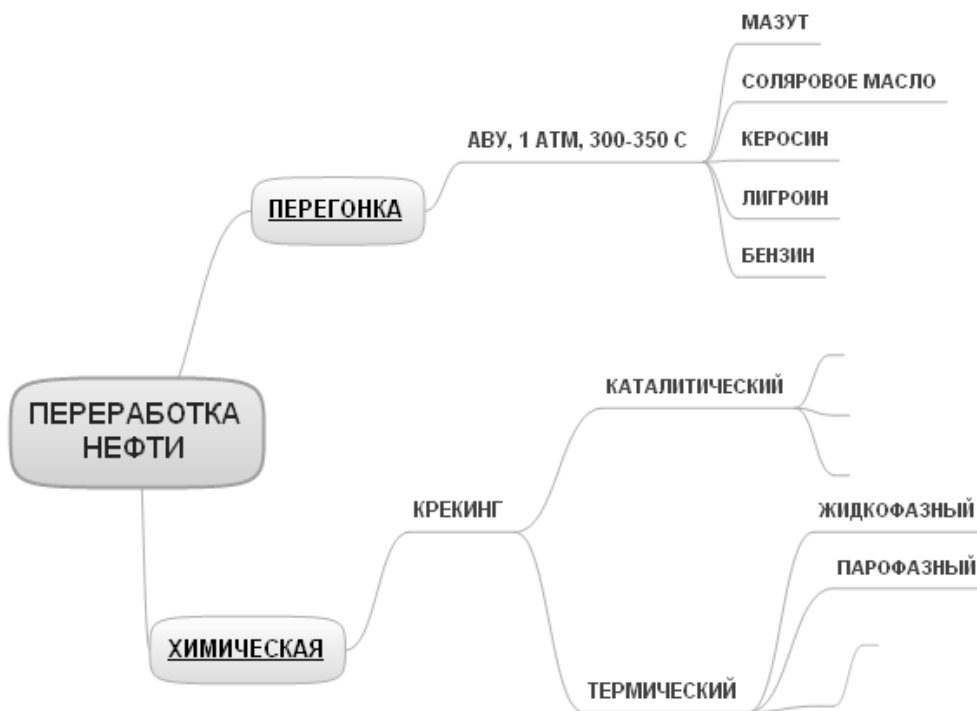 МАЗУТ
СОЛЯРОВОЕ МАСЛО
АВУ, 1 АТМ, 300-350 С
КЕРОСИН
ПЕРЕГОНКА
ЛИГРОИН
БЕНЗИН
ПЕРЕРАБОТКА
НЕФТИ
КАТАЛИТИЧЕСКИЙ
КРЕКИНГ
ЖИДКОФАЗНЫЙ
ПАРОФАЗНЫЙ
ХИМИЧЕСКАЯ
ТЕРМИЧЕСКИЙ